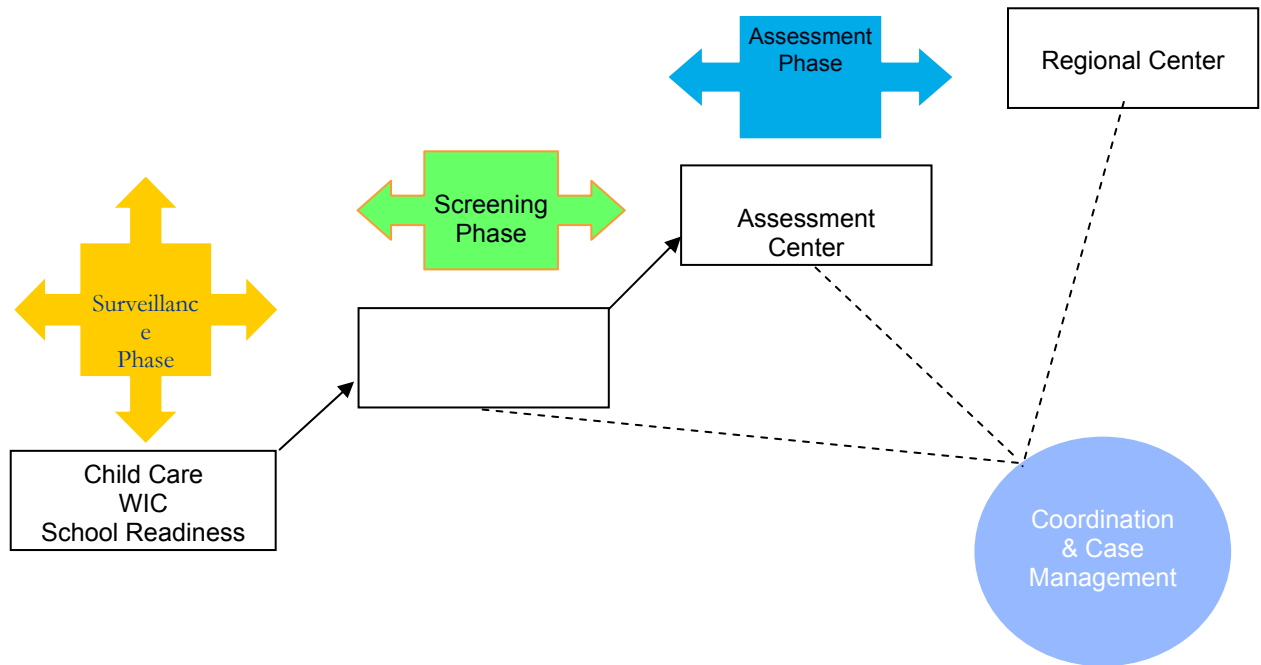 Assessment
Phase
Regional Center
Screening
Phase
Assessment
Center
Surveillanc
e
Phase
Child Care
WIC
School Readiness
Coordination
& Case
Management